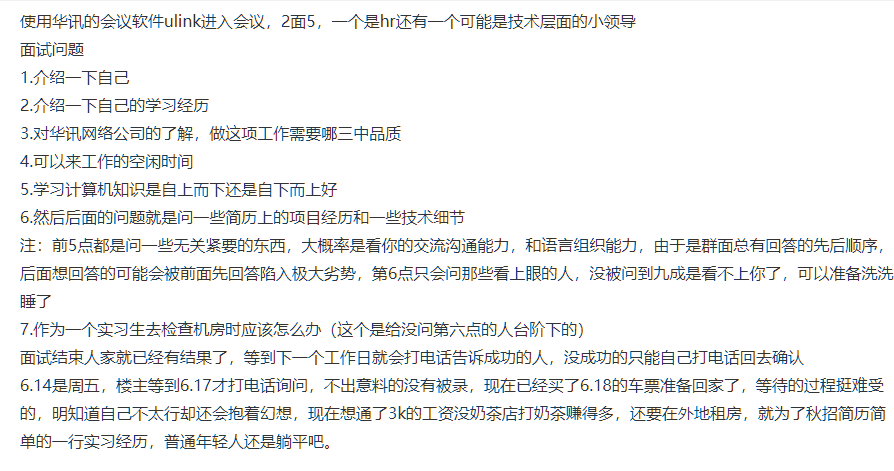 使用华讯的会议软件ulink进入会议，2面5，一个是hr还有一个可能是技术层面的小领导
面试问题
1.介绍一下自己
2.介绍一下自己的学习经历
3.对华讯网络公司的了解，做这项工作需要哪三中品质
4.可以来工作的空闲时间
5.学习计算机知识是自上而下还是自下而上好
6.然后后面的问题就是问一些简历上的项目经历和一些技术细节
注：前5点都是问一些无关紧要的东西，大概率是看你的交流沟通能力，和语言组织能力，由于是群面总有回答的先后顺序，
后面想回答的可能会被前面先回答陷入极大劣势，第6点只会问那些看上眼的人，没被问到九成是看不上你了，可以准备洗洗
睡了
7.作为一个实习生去检查机房时应该怎么办（这个是给没问第六点的人台阶下的）
面试结束人家就已经有结果了，等到下一个工作日就会打电话告诉成功的人，没成功的只能自己打电话回去确认
6.14是周五，楼主等到6.17才打电话询问，不出意料的没有被录，现在已经买了6.18的车票准备回家了，等待的过程挺难受
的，明知道自己不太行却还会抱着幻想，现在想通了3k的工资没奶茶店打奶茶赚得多，还要在外地租房，就为了秋招简历简
单的一行实习经历，普通年轻人还是躺平吧。